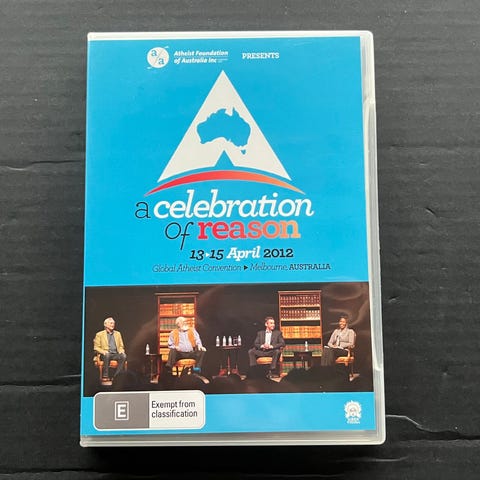 a/a
Atheist Foundation
of Australia Inc
PRESENTS
a celebration
of reason
13-15 April 2012
Global Atheist Convention ▶ Melbourne, AUSTRALIA
E
Exempt from
classification